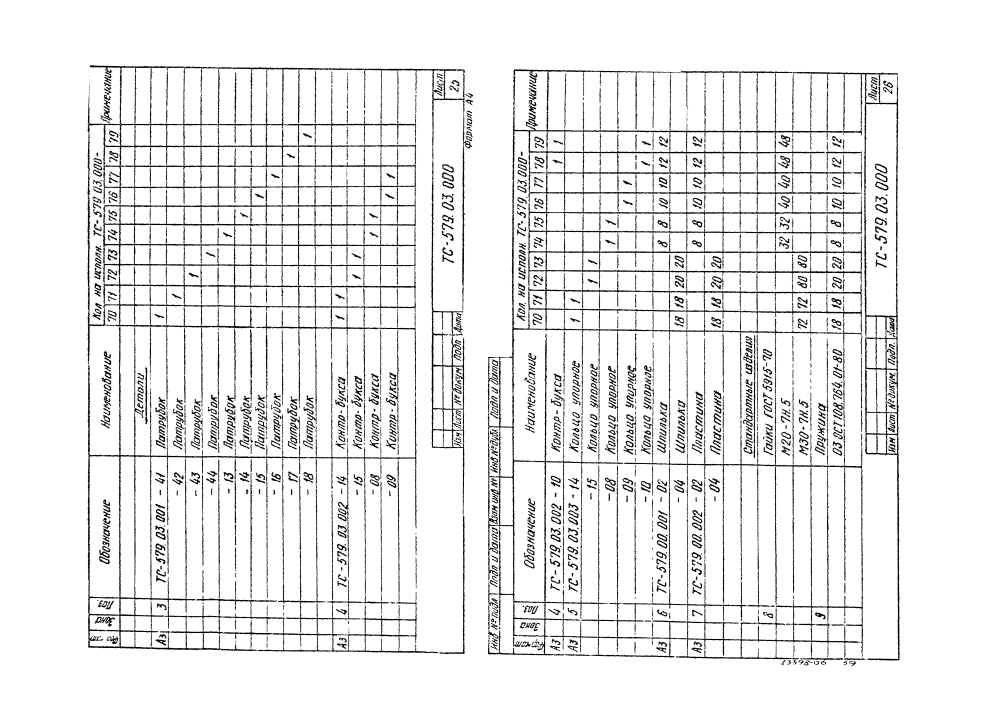 Формат Зона Поз. Обозначение Наименование Кол. на исполн. ТС-579.03.000- Примечание
70 71 72 73 74 75 76 77 78 79
Детали
А3 3 ТС-579.03.001 - 41 Патрубок 1
- 42 Патрубок 1
- 43 Патрубок 1
- 44 Патрубок 1
- 13 Патрубок 1
- 14 Патрубок 1
- 15 Патрубок 1
- 16 Патрубок 1
- 17 Патрубок 1
- 18 Патрубок 1
А3 4 ТС-579.03.002 - 14 Контр-букса 1 1
- 15 Контр-букса 1 1
- 08 Контр-букса 1 1
- 09 Контр-букса 1 1
Изм Лист № докум. Подп. Дата
ТС-579.03.000
Лист
25
Формат А4
Инв № подл Подп и дата Взам инв № Инв № дубл Подп и дата
Формат Зона Поз. Обозначение Наименование Кол. на исполн. ТС-579.03.000- Примечание
70 71 72 73 74 75 76 77 78 79
А3 4 ТС-579.03.002 - 10 Контр-букса 1 1
А3 5 ТС-579.03.003 - 14 Кольцо упорное 1 1
- 15 Кольцо упорное 1 1
- 08 Кольцо упорное 1 1
- 09 Кольцо упорное 1 1
- 10 Кольцо упорное 1 1
А3 6 ТС-579.00.001 - 02 Шпилька 8 8 10 10 12 12
- 04 Шпилька 18 18 20 20
А3 7 ТС-579.00.002 - 02 Пластина 8 8 10 10 12 12
- 04 Пластина 18 18 20 20
Стандартные изделия
8 Гайки ГОСТ 5915-70
М20-7Н.5 32 32 40 40 48 48
М30-7Н.5 72 72 80 80
9 Пружина
03 ОСТ 108.764.01-80 18 18 20 20 8 8 10 10 12 12
Изм Лист № докум. Подп. Дата
ТС-579.03.000
Лист
26
13398-06 59